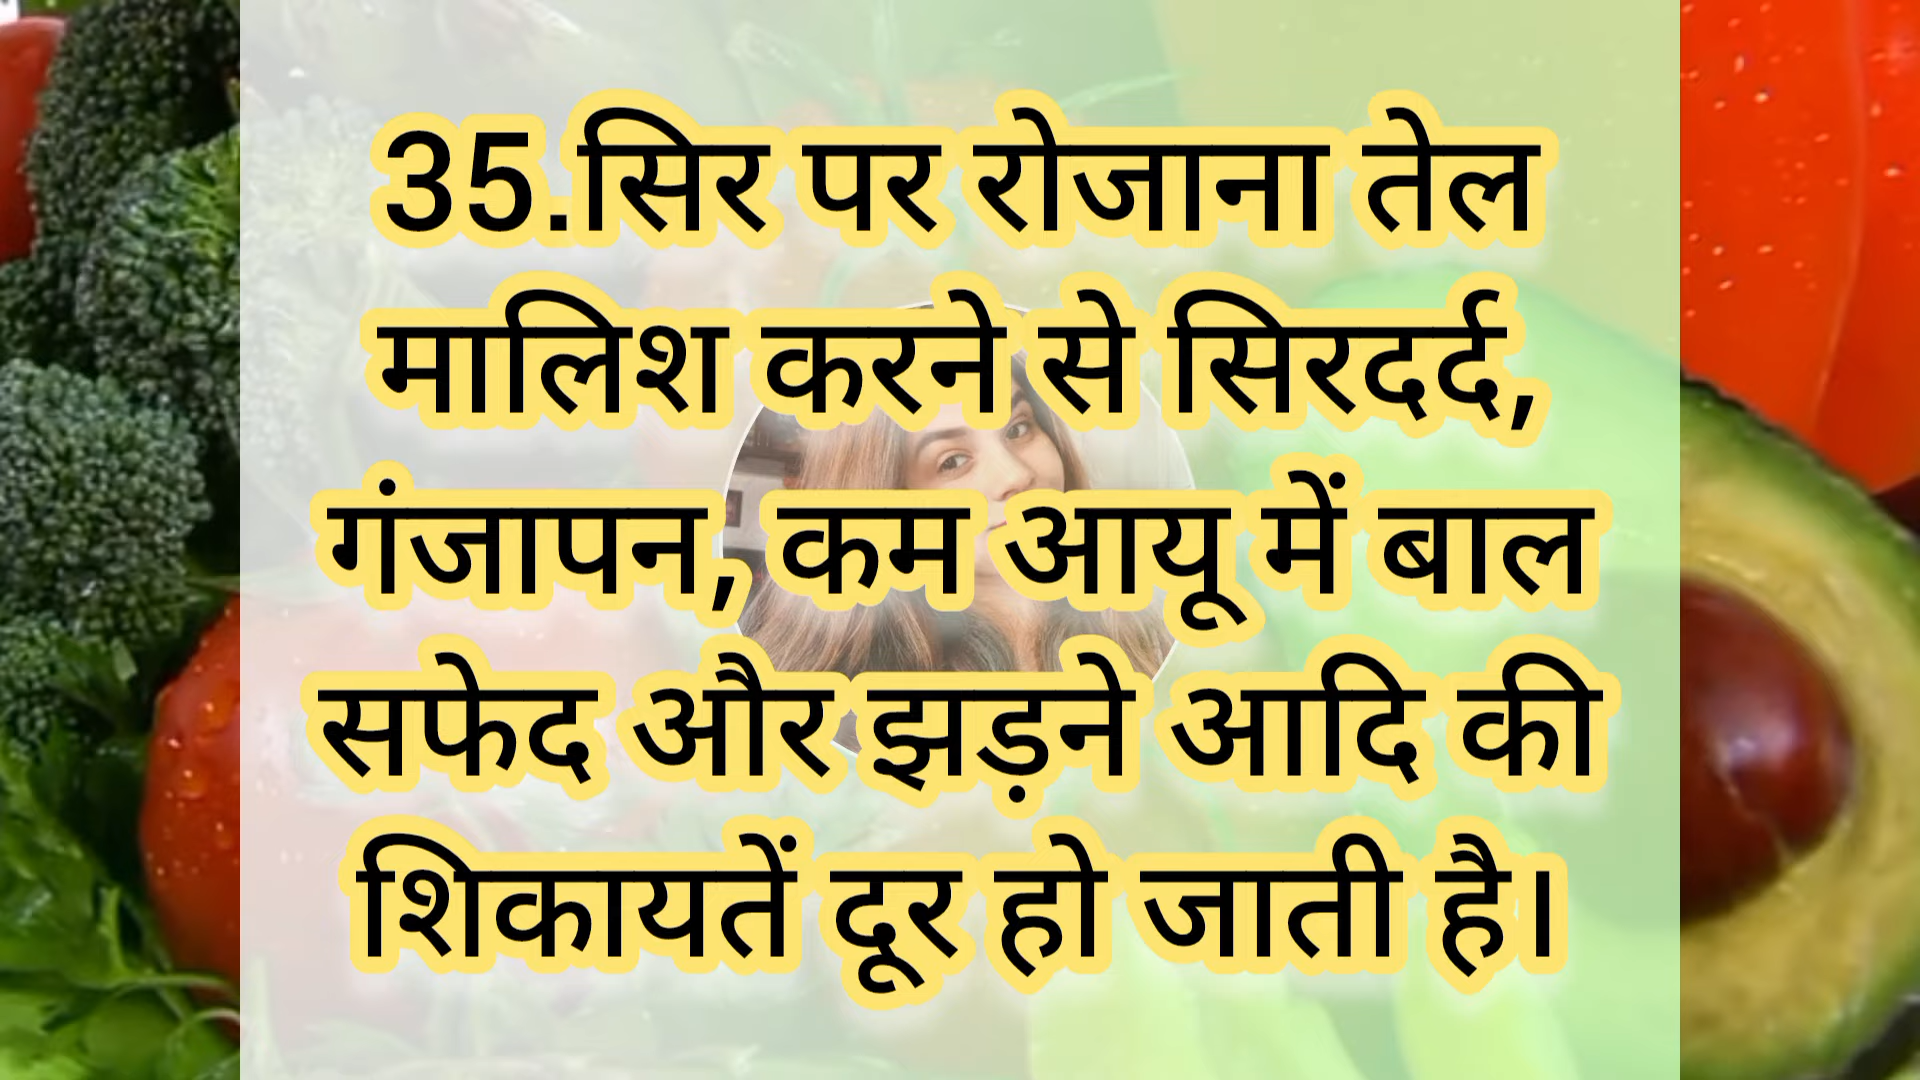 35.सिर पर रोजाना तेल
मालिश करने से सिरदर्द,
गंजापन, कम आयू में बाल
सफेद और झड़ने आदि की
शिकायतें दूर हो जाती है।